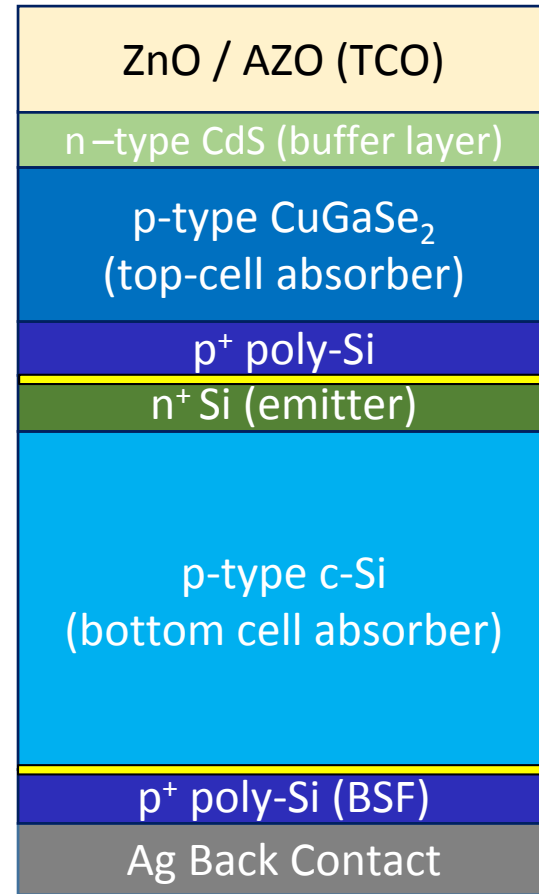 ZnO / AZO (TCO)
n–type CdS (buffer layer)
p-type CuGaSe₂
(top-cell absorber)
p⁺ poly-Si
n⁺ Si (emitter)
p-type c-Si
(bottom cell absorber)
p⁺ poly-Si (BSF)
Ag Back Contact